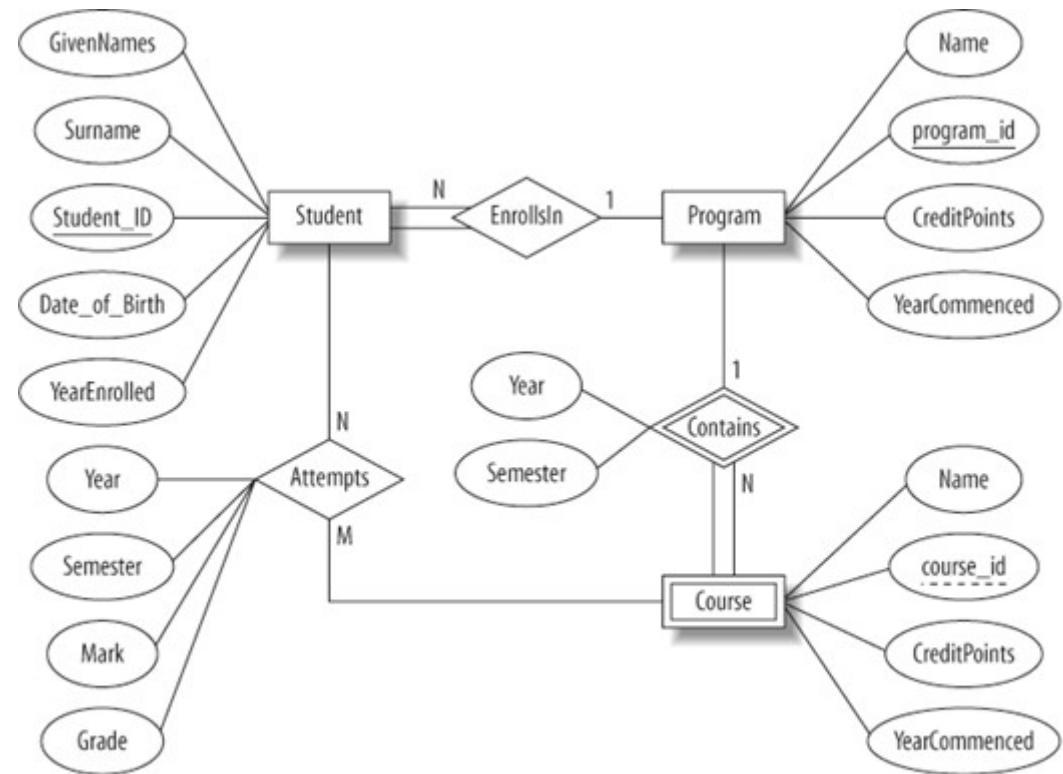 GivenNames
Surname
Student_ID
Date_of_Birth
YearEnrolled
Student
N
EnrollsIn
1
Program
Name
program_id
CreditPoints
YearCommenced
Year
Semester
1
Contains
N
N
Attempts
M
Year
Semester
Mark
Grade
Course
Name
course_id
CreditPoints
YearCommenced